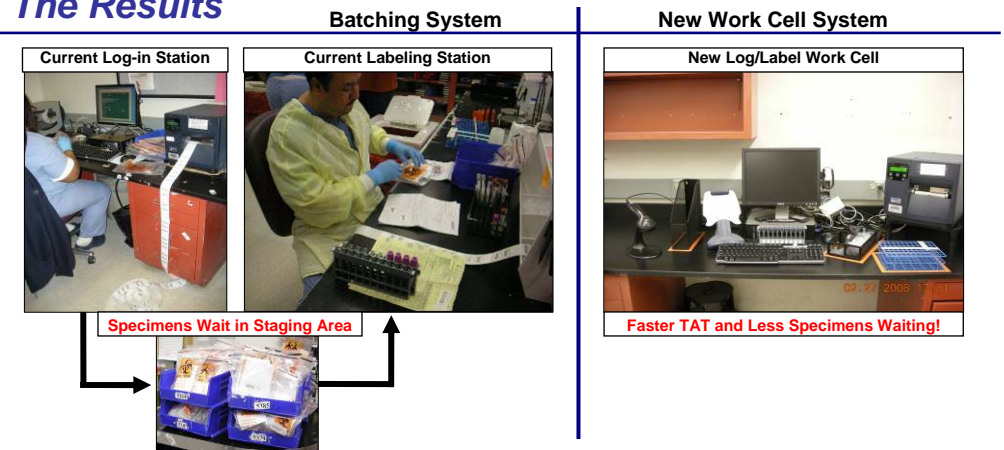 The Results
Batching System
New Work Cell System
Current Log-in Station
Current Labeling Station
New Log/Label Work Cell
Specimens Wait in Staging Area
02.27 2008
Faster TAT and Less Specimens Waiting!